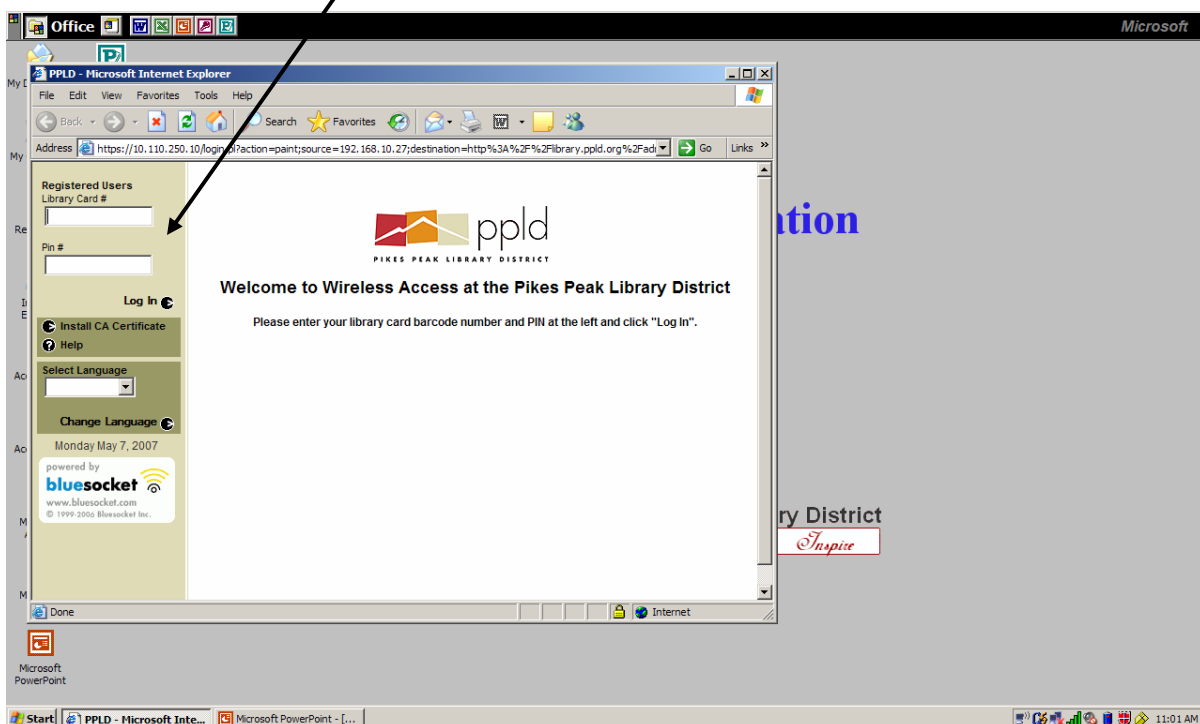 Office
Microsoft
PPLD - Microsoft Internet Explorer
File Edit View Favorites Tools Help
Back Search Favorites
Address https://10.110.250.10/login.pl?action=paint;source=192.168.10.27;destination=http%3A%2F%2Flibrary.ppld.org%2Fad Go Links »
Registered Users
Library Card #
Pin #
Log In
Install CA Certificate
Help
Select Language
Change Language
Monday May 7, 2007
powered by
bluesocket
www.bluesocket.com
© 1999-2006 Bluesocket Inc.
ppld
PIKES PEAK LIBRARY DISTRICT
Welcome to Wireless Access at the Pikes Peak Library District
Please enter your library card barcode number and PIN at the left and click "Log In".
ation
ry District
Inspire
My
My
Re
Ac
Ac
M
M
Done Internet
Microsoft
PowerPoint
Start PPLD - Microsoft Inte... Microsoft PowerPoint - [... 11:01 AM